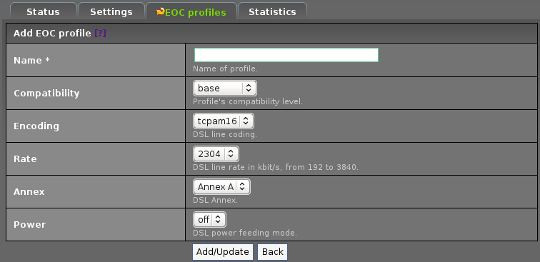 Status Settings EOC profiles Statistics
Add EOC profile [?]
Name *
Name of profile.
Compatibility base
Profile's compatibility level.
Encoding tcpam16
DSL line coding.
Rate 2304
DSL line rate in kbit/s, from 192 to 3840.
Annex Annex A
DSL Annex.
Power off
DSL power feeding mode.
Add/Update Back